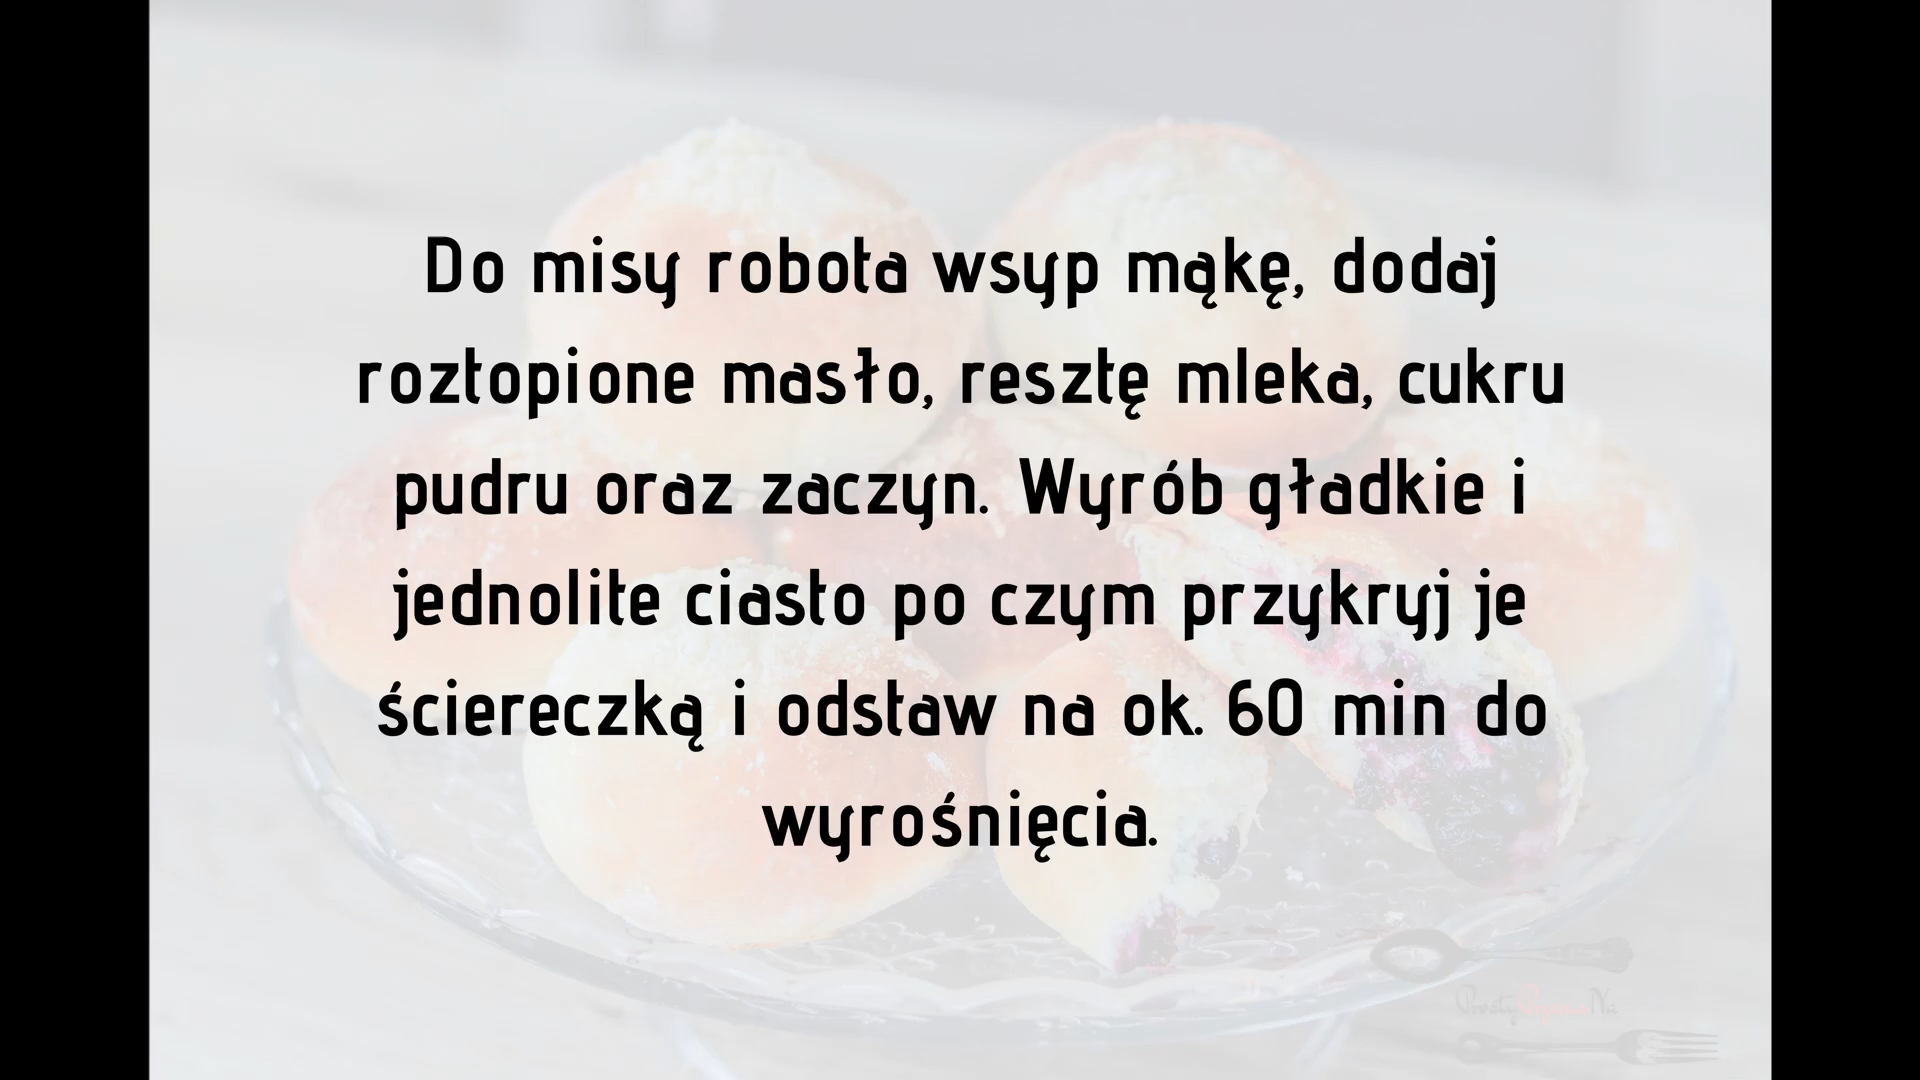 Do misy robota wsyp mąkę, dodaj
roztopione masło, resztę mleka, cukru
pudru oraz zaczyn. Wyrób gładkie i
jednolite ciasto po czym przykryj je
ściereczką i odstaw na ok. 60 min do
wyrośnięcia.